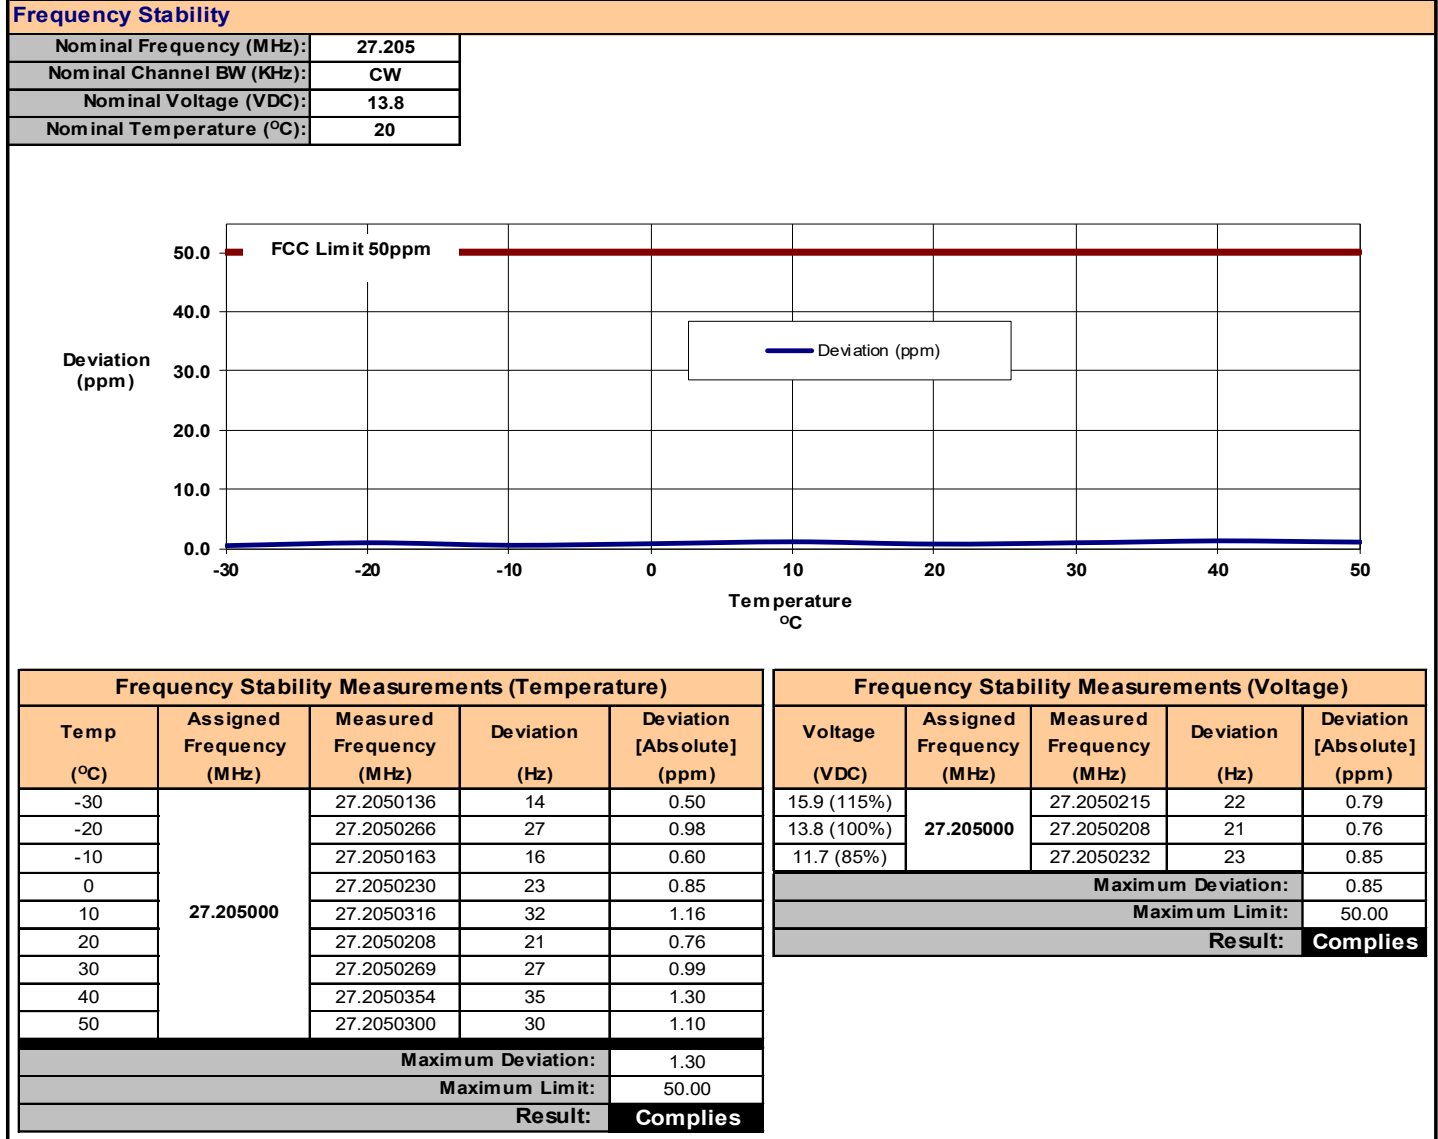 Frequency Stability
Nominal Frequency (MHz): 27.205
Nominal Channel BW (KHz): CW
Nominal Voltage (VDC): 13.8
Nominal Temperature (OC): 20
50.0
FCC Limit 50ppm
40.0
Deviation (ppm)
Deviation
(ppm)
30.0
20.0
10.0
0.0
-30 -20 -10 0 10 20 30 40 50
Temperature
OC
Frequency Stability Measurements (Temperature)
Temp Assigned Measured Deviation Deviation
Frequency Frequency [Absolute]
(OC) (MHz) (MHz) (Hz) (ppm)
-30 27.2050136 14 0.50
-20 27.2050266 27 0.98
-10 27.2050163 16 0.60
0 27.2050230 23 0.85
10 27.205000 27.2050316 32 1.16
20 27.2050208 21 0.76
30 27.2050269 27 0.99
40 27.2050354 35 1.30
50 27.2050300 30 1.10
Maximum Deviation: 1.30
Maximum Limit: 50.00
Result: Complies
Frequency Stability Measurements (Voltage)
Voltage Assigned Measured Deviation Deviation
Frequency Frequency [Absolute]
(VDC) (MHz) (MHz) (Hz) (ppm)
15.9 (115%) 27.2050215 22 0.79
13.8 (100%) 27.205000 27.2050208 21 0.76
11.7 (85%) 27.2050232 23 0.85
Maximum Deviation: 0.85
Maximum Limit: 50.00
Result: Complies